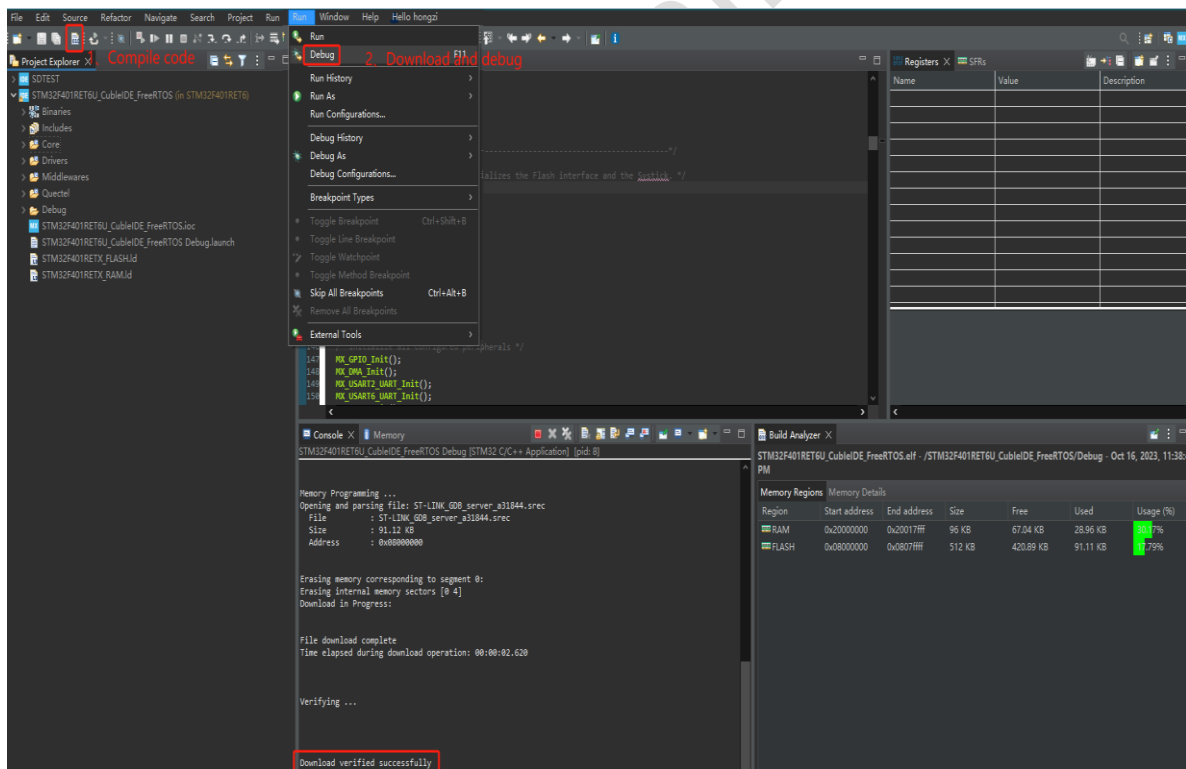 File Edit Source Refactor Navigate Search Project Run Run Window Help Hello hongzi
1. Compile code
2. Download and debug
Project Explorer
SDTEST
STM32F401RET6U_CubleIDE_FreeRTOS (in STM32F401RET6)
Binaries
Includes
Core
Drivers
Middlewares
Quectel
Debug
STM32F401RET6U_CubleIDE_FreeRTOS.ioc
STM32F401RET6U_CubleIDE_FreeRTOS Debug.launch
STM32F401RETX_FLASH.ld
STM32F401RETX_RAM.ld
Run
Debug F11
Run History
Run As
Run Configurations...
Debug History
Debug As
Debug Configurations...
Breakpoint Types
Toggle Breakpoint Ctrl+Shift+B
Toggle Line Breakpoint
Toggle Watchpoint
Toggle Method Breakpoint
Skip All Breakpoints Ctrl+Alt+B
Remove All Breakpoints
External Tools
-----------------------------------------*/
ializes the Flash interface and the Systick. */
pherals */
147 MX_GPIO_Init();
148 MX_DMA_Init();
149 MX_USART2_UART_Init();
150 MX_USART6_UART_Init();
Registers SFRs
Name Value Description
Console Memory
STM32F401RET6U_CubleIDE_FreeRTOS Debug [STM32 C/C++ Application] [pid: 8]
Memory Programming ...
Opening and parsing file: ST-LINK_GDB_server_a31844.srec
File : ST-LINK_GDB_server_a31844.srec
Size : 91.12 KB
Address : 0x08000000
Erasing memory corresponding to segment 0:
Erasing internal memory sectors [0 4]
Download in Progress:
File download complete
Time elapsed during download operation: 00:00:02.620
Verifying ...
Download verified successfully
Build Analyzer
STM32F401RET6U_CubleIDE_FreeRTOS.elf - /STM32F401RET6U_CubleIDE_FreeRTOS/Debug - Oct 16, 2023, 11:38:
PM
Memory Regions Memory Details
Region Start address End address Size Free Used Usage (%)
RAM 0x20000000 0x20017fff 96 KB 67.04 KB 28.96 KB 30.17%
FLASH 0x08000000 0x0807ffff 512 KB 420.89 KB 91.11 KB 17.79%